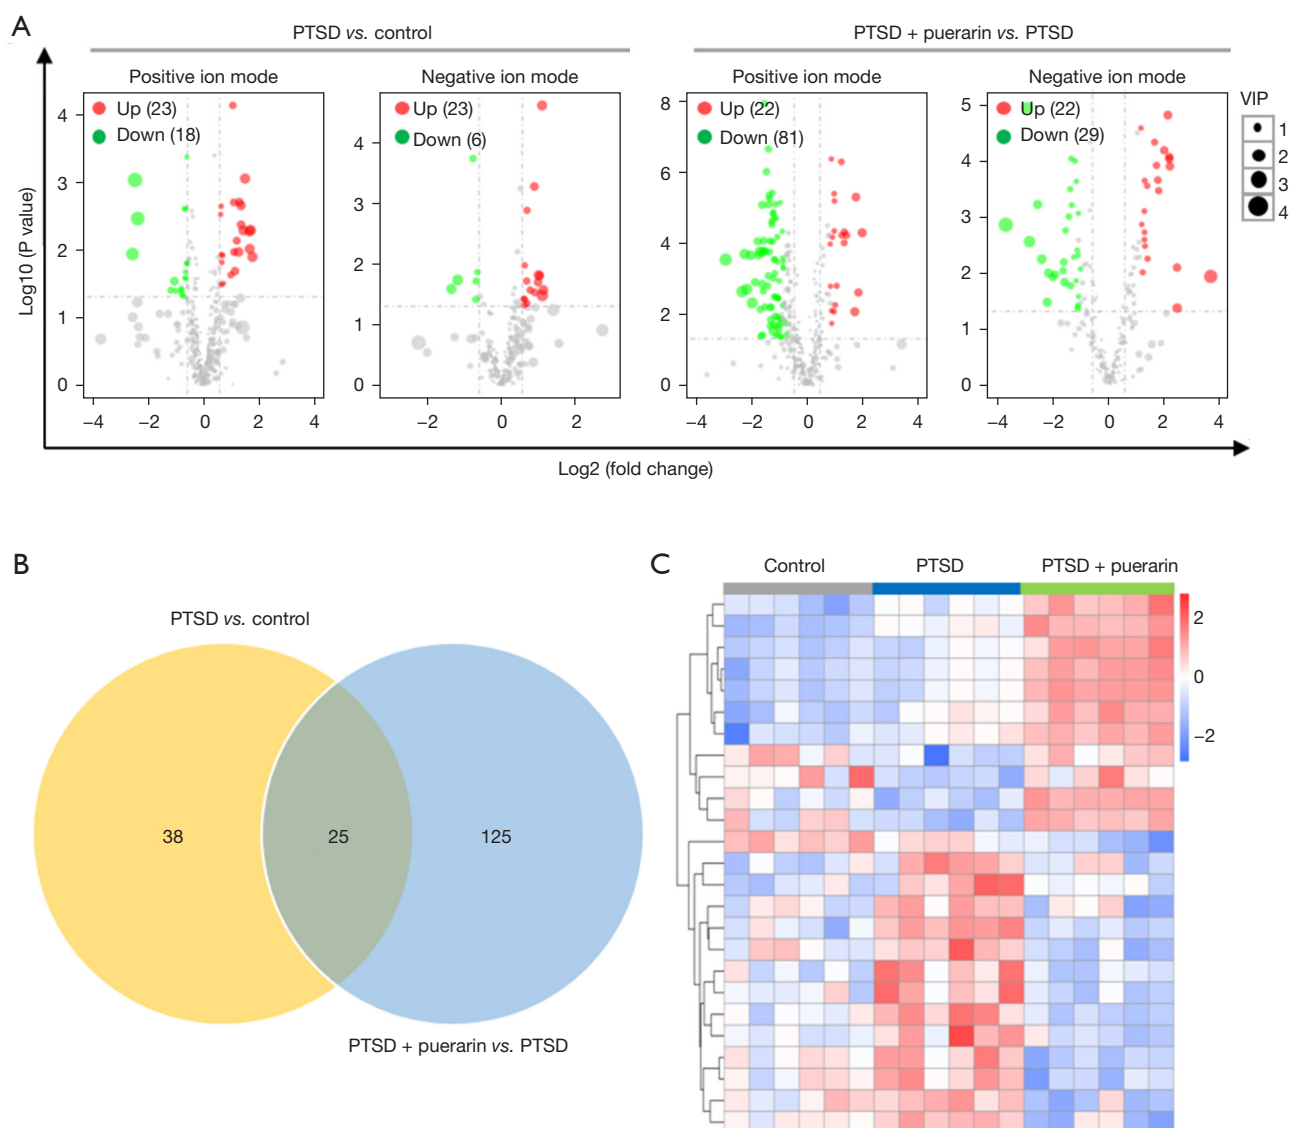 A
PTSD vs. control
PTSD + puerarin vs. PTSD
Positive ion mode
Negative ion mode
Positive ion mode
Negative ion mode
Log10 (P value)
4
3
2
1
0
Up (23)
Down (18)
−4
−2
0
2
4
4
3
2
1
0
Up (23)
Down (6)
−2
0
2
8
6
4
2
0
Up (22)
Down (81)
−4
−2
0
2
4
5
4
3
2
1
0
Up (22)
Down (29)
−4
−2
0
2
4
VIP
1
2
3
4
Log2 (fold change)
B
PTSD vs. control
38
25
125
PTSD + puerarin vs. PTSD
C
Control
PTSD
PTSD + puerarin
2
0
−2